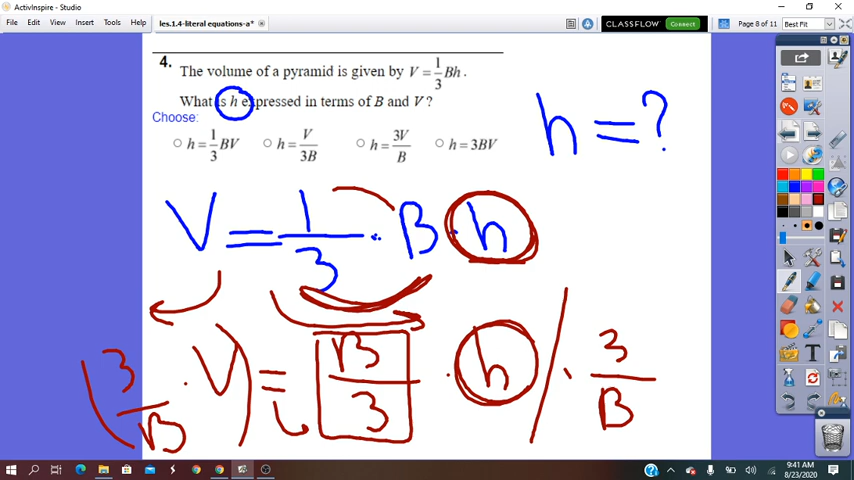 ActivInspire - Studio
File Edit View Insert Tools Help
les.1.4-literal equations-a*
CLASSFLOW Connect
Page 8 of 11
Best Fit
4.
The volume of a pyramid is given by V = 1/3 Bh.
What is h expressed in terms of B and V?
Choose:
h = 1/3 BV
h = V/3B
h = 3V/B
h = 3BV
h = ?
V = 1/3 · B · h
(3/B · V) = B/3 · h / · 3/B
9:41 AM
8/23/2020